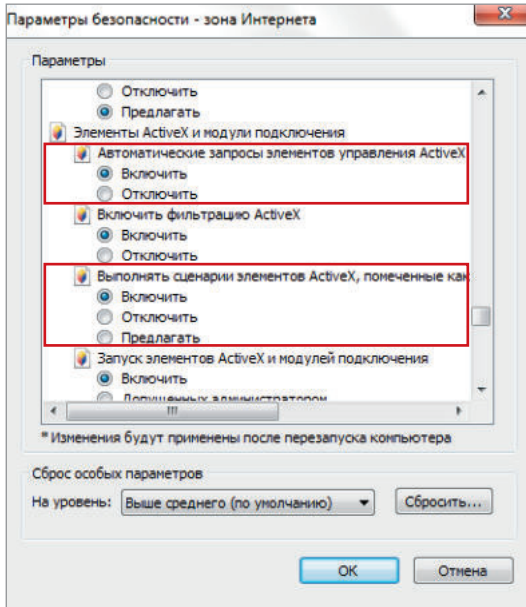 Параметры безопасности - зона Интернета
Параметры
Отключить
Предлагать
Элементы ActiveX и модули подключения
Автоматические запросы элементов управления ActiveX
Включить
Отключить
Включить фильтрацию ActiveX
Включить
Отключить
Выполнять сценарии элементов ActiveX, помеченные как
Включить
Отключить
Предлагать
Запуск элементов ActiveX и модулей подключения
Включить
Допущенных администратором
*Изменения будут применены после перезапуска компьютера
Сброс особых параметров
На уровень: Выше среднего (по умолчанию) Сбросить...
ОК Отмена